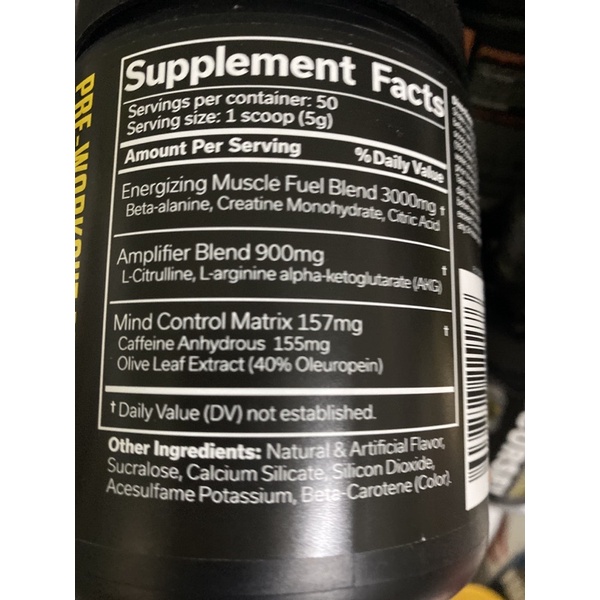 PRE-WORKOUT
Supplement Facts
Servings per container: 50
Serving size: 1 scoop (5g)
Amount Per Serving %Daily Value
Energizing Muscle Fuel Blend 3000mg †
Beta-alanine, Creatine Monohydrate, Citric Acid
Amplifier Blend 900mg †
L-Citrulline, L-arginine alpha-ketoglutarate (AKG)
Mind Control Matrix 157mg †
Caffeine Anhydrous 155mg
Olive Leaf Extract (40% Oleuropein)
† Daily Value (DV) not established.
Other Ingredients: Natural & Artificial Flavor,
Sucralose, Calcium Silicate, Silicon Dioxide,
Acesulfame Potassium, Beta-Carotene (Color).